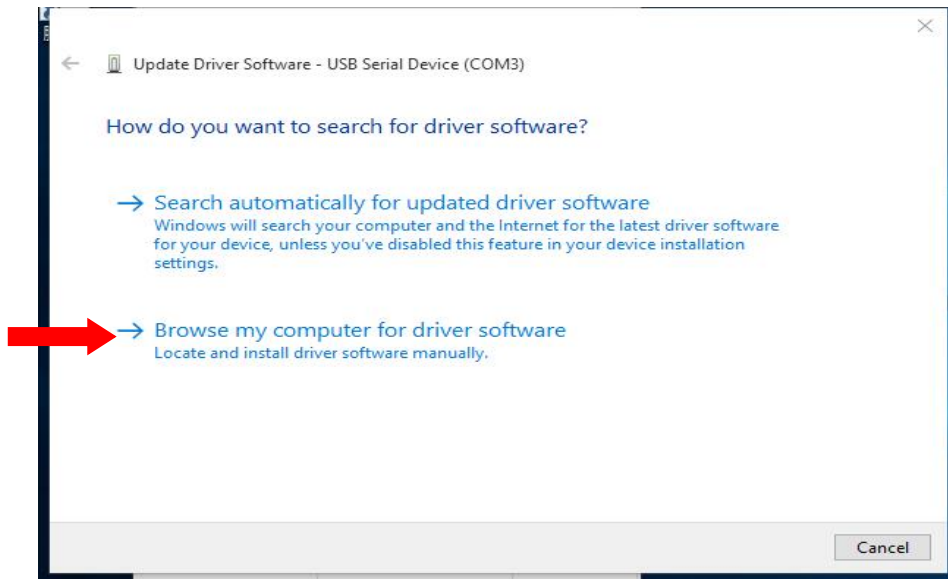 Update Driver Software - USB Serial Device (COM3)
How do you want to search for driver software?
Search automatically for updated driver software
Windows will search your computer and the Internet for the latest driver software
for your device, unless you've disabled this feature in your device installation
settings.
Browse my computer for driver software
Locate and install driver software manually.
Cancel